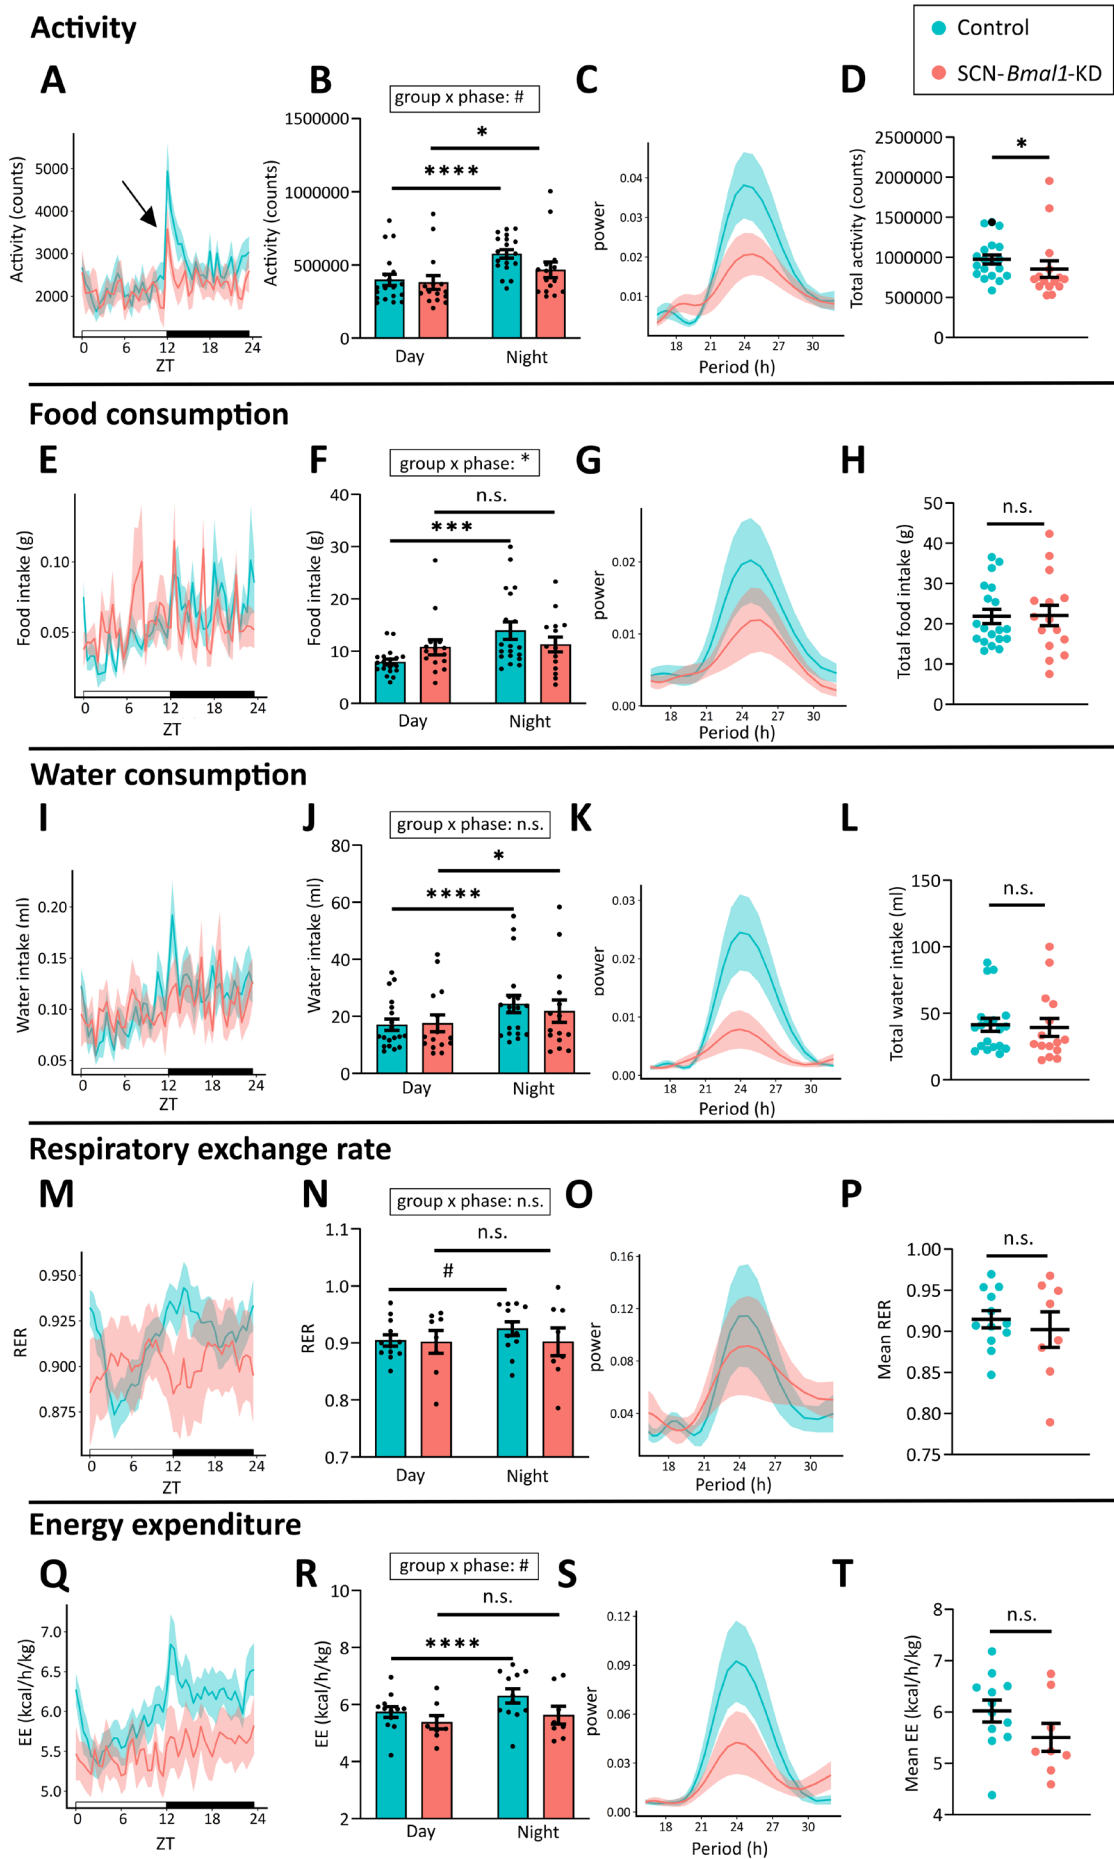 Activity
Control
SCN-Bmal1-KD
A
B
C
D
group x phase: #
Activity (counts)
5000
4000
3000
2000
0
6
12
18
24
ZT
Activity (counts)
1500000
1000000
500000
0
****
*
Day
Night
power
0.04
0.03
0.02
0.01
18
21
24
27
30
Period (h)
Total activity (counts)
2500000
2000000
1500000
1000000
500000
0
*
Food consumption
E
F
G
H
group x phase: *
Food intake (g)
0.10
0.05
0
6
12
18
24
ZT
Food intake (g)
40
30
20
10
0
n.s.
***
Day
Night
power
0.02
0.01
0.00
18
21
24
27
30
Period (h)
Total food intake (g)
50
40
30
20
10
0
n.s.
Water consumption
I
J
K
L
group x phase: n.s.
Water intake (ml)
0.20
0.15
0.10
0.05
0
6
12
18
24
ZT
Water intake (ml)
80
60
40
20
0
*
****
Day
Night
power
0.03
0.02
0.01
0.00
18
21
24
27
30
Period (h)
Total water intake (ml)
150
100
50
0
n.s.
Respiratory exchange rate
M
N
O
P
group x phase: n.s.
RER
0.950
0.925
0.900
0.875
0
6
12
18
24
ZT
RER
1.1
1.0
0.9
0.8
0.7
n.s.
#
Day
Night
power
0.16
0.12
0.08
0.04
18
21
24
27
30
Period (h)
Mean RER
1.00
0.95
0.90
0.85
0.80
0.75
n.s.
Energy expenditure
Q
R
S
T
group x phase: #
EE (kcal/h/kg)
7.0
6.5
6.0
5.5
5.0
0
6
12
18
24
ZT
EE (kcal/h/kg)
10
8
6
4
2
n.s.
****
Day
Night
power
0.12
0.09
0.06
0.03
0.00
18
21
24
27
30
Period (h)
Mean EE (kcal/h/kg)
8
7
6
5
4
n.s.